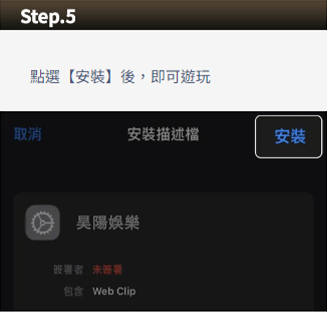 Step.5
點選【安裝】後，即可遊玩
取消 安裝描述檔 安裝
昊陽娛樂
簽署者 未簽署
包含 Web Clip